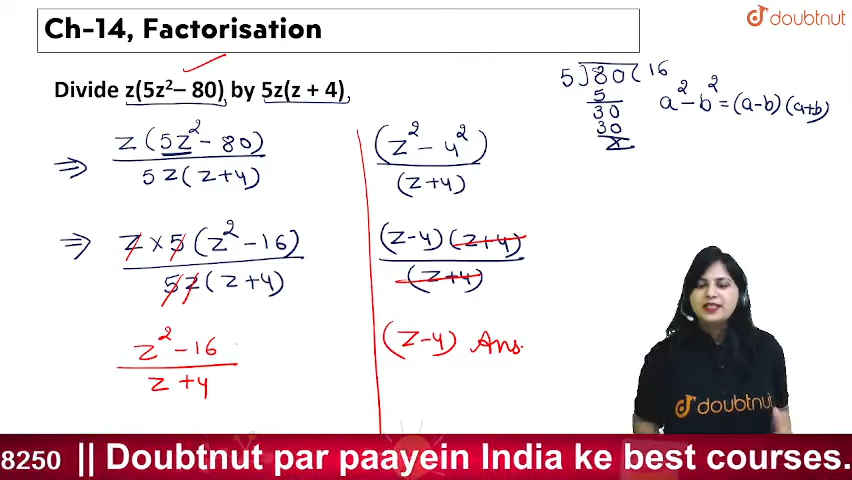 Ch-14, Factorisation
doubtnut
Divide z(5z²– 80) by 5z(z + 4).
5)80(16
5
30
30
x
a² - b² = (a-b) (a+b)
⇒ z(5z² - 80) / 5z(z+4)
⇒ z × 5(z² - 16) / 5z(z+4)
z² - 16 / z + 4
(z² - 4²) / (z+4)
(z-4)(z+4) / (z+4)
(z-4) Ans.
doubtnut
8250 || Doubtnut par paayein India ke best courses.